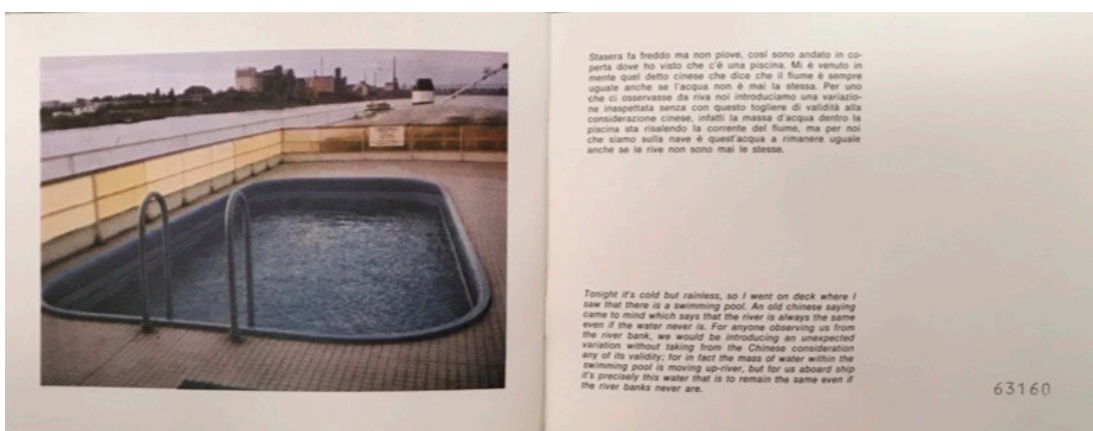 Stasera fa freddo ma non piove, così sono andato in co-
perta dove ho visto che c'è una piscina. Mi è venuto in
mente quel detto cinese che dice che il fiume è sempre
uguale anche se l'acqua non è mai la stessa. Per uno
che ci osservasse da riva noi introduciamo una variazio-
ne inaspettata senza con questo togliere di validità alla
considerazione cinese, infatti la massa d'acqua dentro la
piscina sta risalendo la corrente del fiume, ma per noi
che siamo sulla nave è quest'acqua a rimanere uguale
anche se le rive non sono mai le stesse.
Tonight it's cold but rainless, so I went on deck where I
saw that there is a swimming pool. An old chinese saying
came to mind which says that the river is always the same
even if the water never is. For anyone observing us from
the river bank, we would be introducing an unexpected
variation without taking from the Chinese consideration
any of its validity; for in fact the mass of water within the
swimming pool is moving up-river, but for us aboard ship
it's precisely this water that is to remain the same even if
the river banks never are.
63160